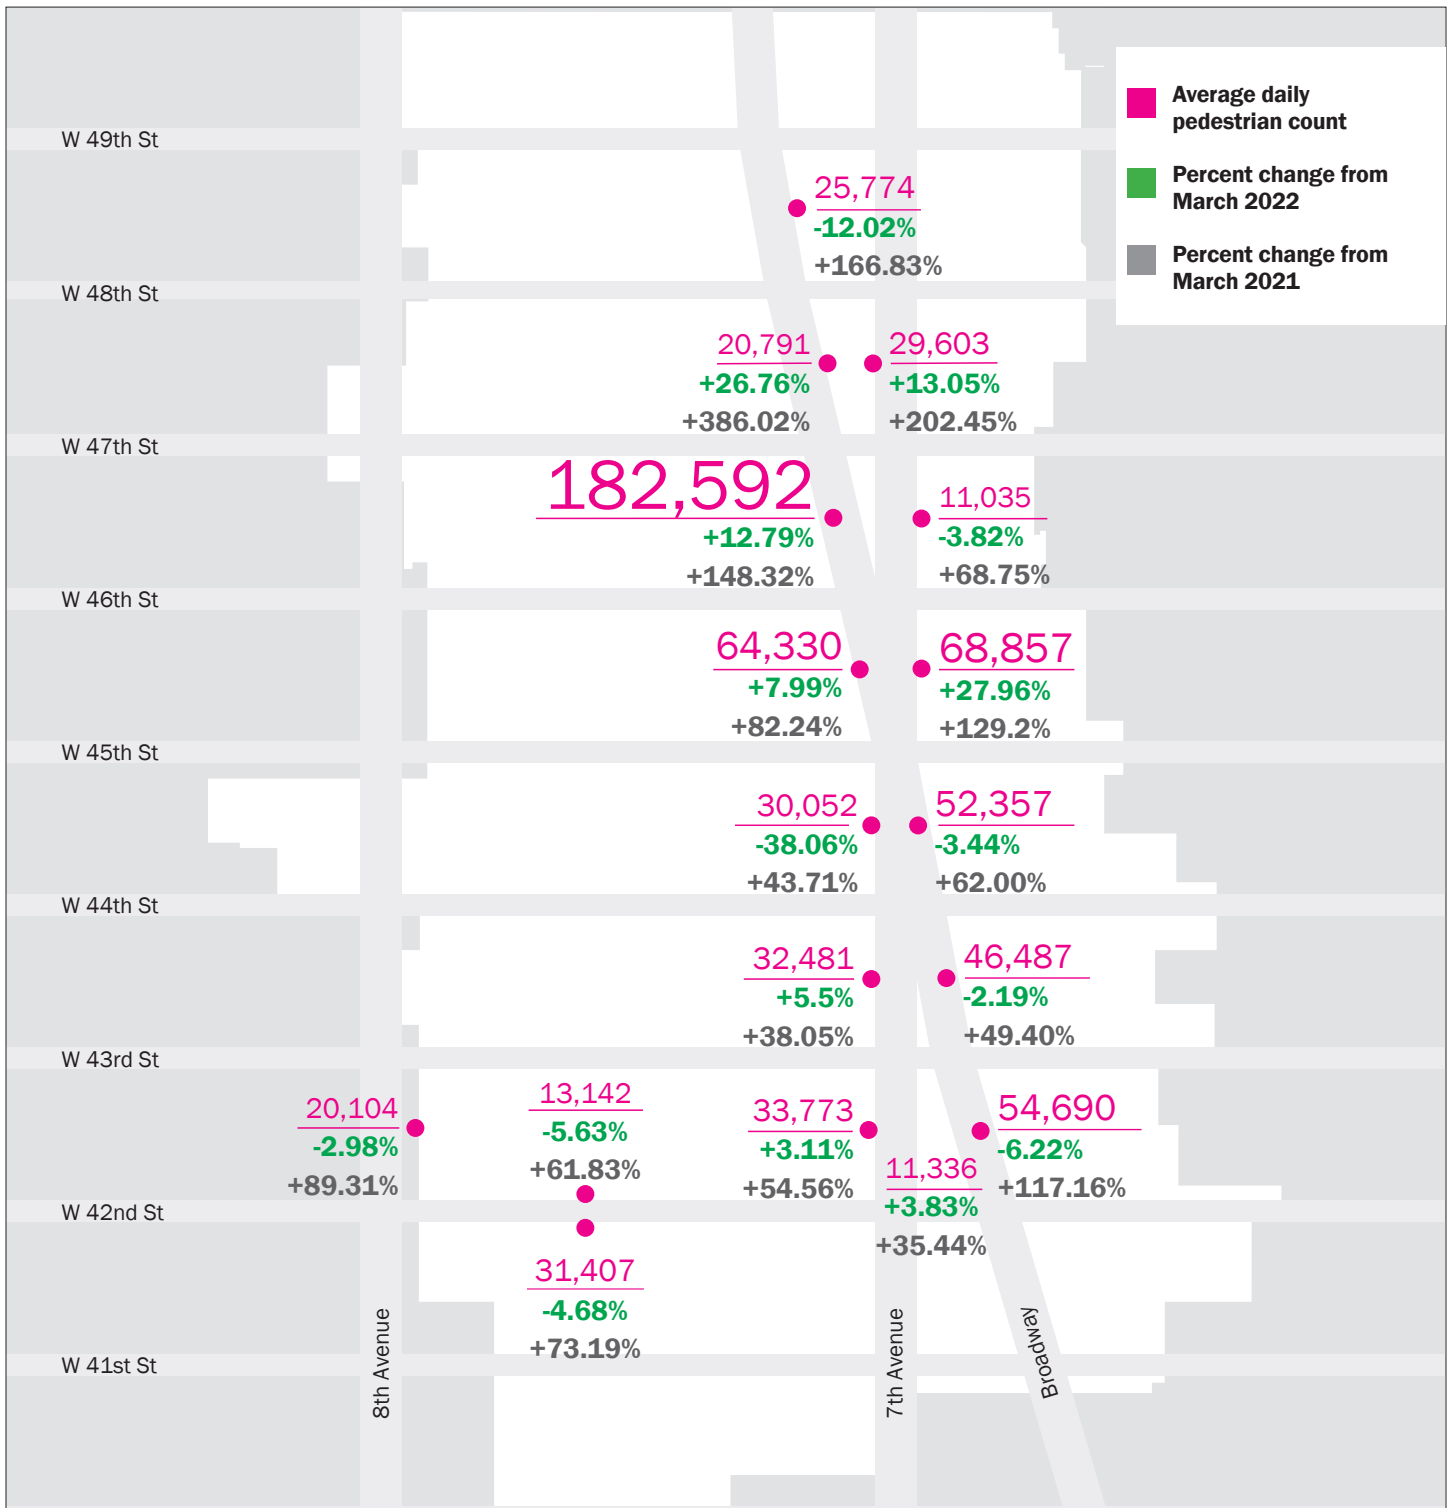 Average daily
pedestrian count
Percent change from
March 2022
Percent change from
March 2021
W 49th St
25,774
-12.02%
+166.83%
W 48th St
20,791
+26.76%
+386.02%
29,603
+13.05%
+202.45%
W 47th St
182,592
+12.79%
+148.32%
11,035
-3.82%
+68.75%
W 46th St
64,330
+7.99%
+82.24%
68,857
+27.96%
+129.2%
W 45th St
30,052
-38.06%
+43.71%
52,357
-3.44%
+62.00%
W 44th St
32,481
+5.5%
+38.05%
46,487
-2.19%
+49.40%
W 43rd St
20,104
-2.98%
+89.31%
13,142
-5.63%
+61.83%
33,773
+3.11%
+54.56%
11,336
+3.83%
+35.44%
54,690
-6.22%
+117.16%
W 42nd St
31,407
-4.68%
+73.19%
W 41st St
8th Avenue
7th Avenue
Broadway